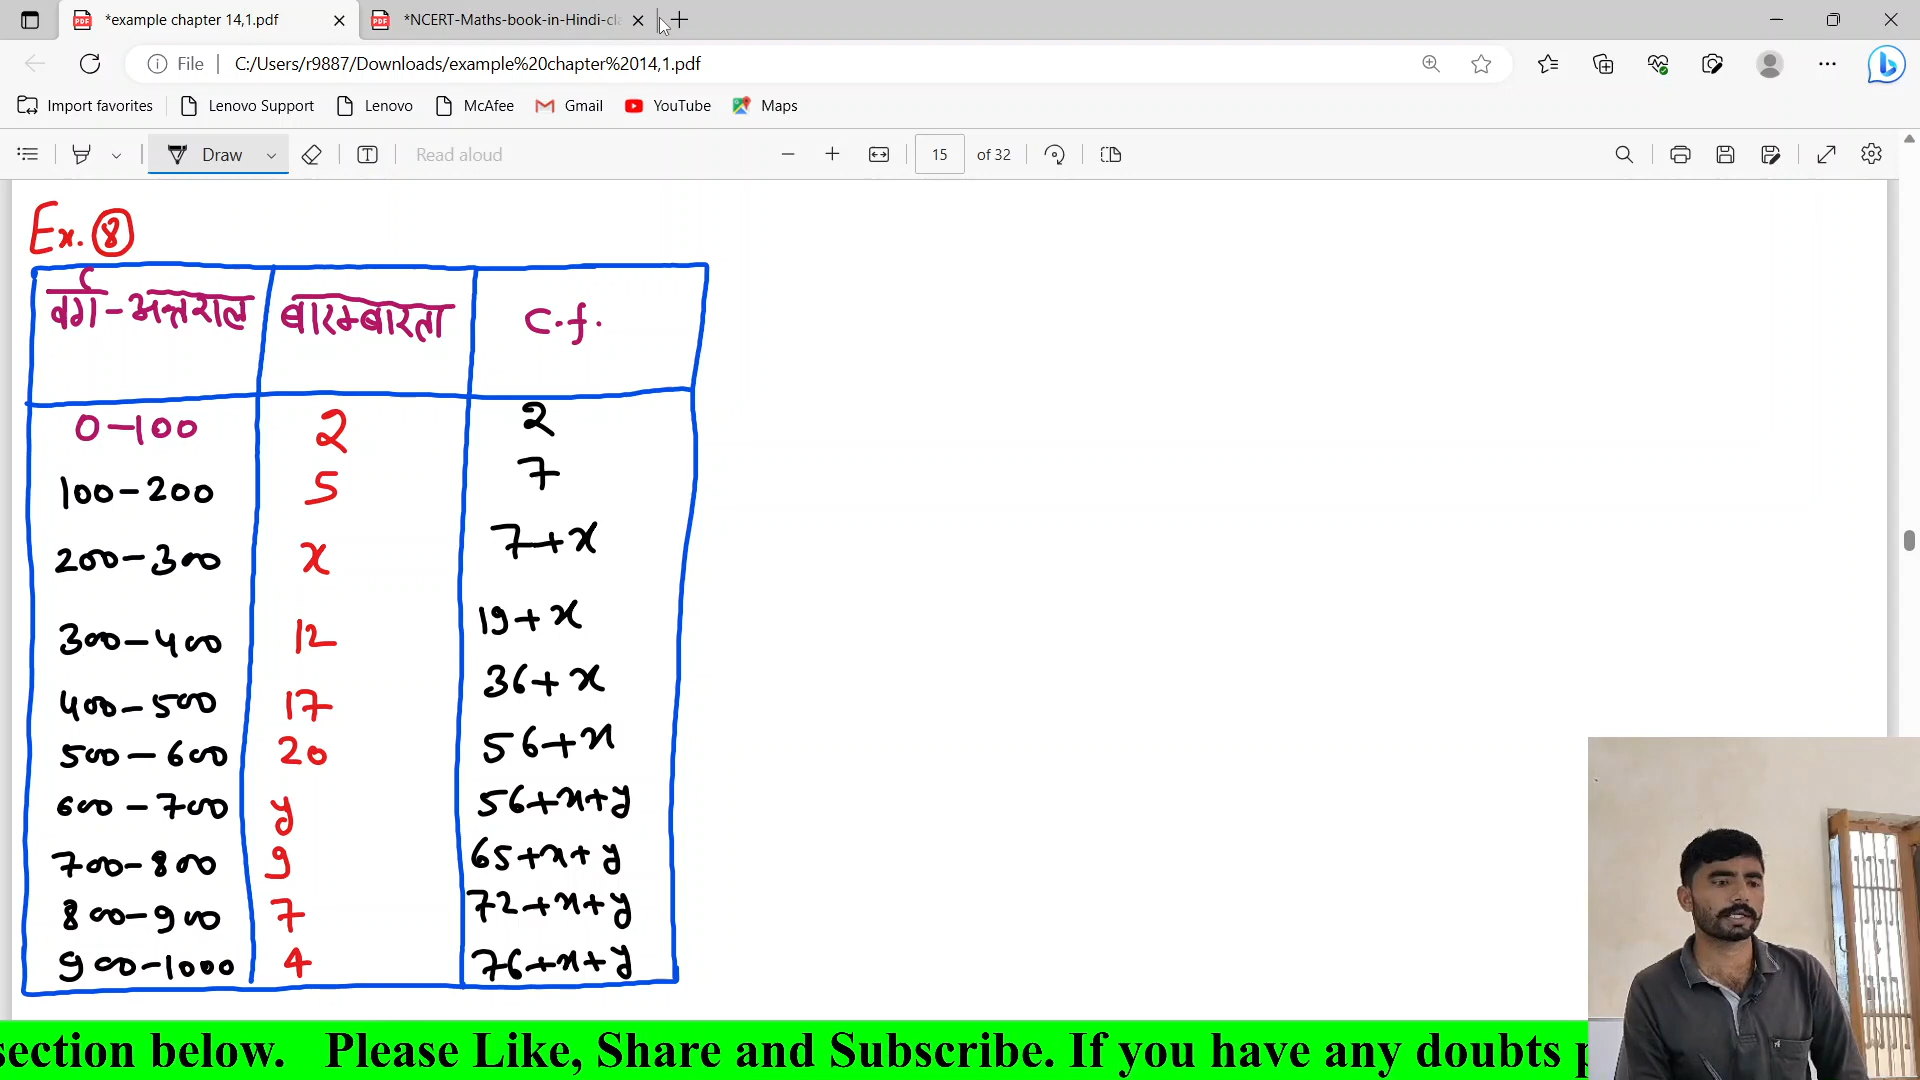 *example chapter 14,1.pdf
*NCERT-Maths-book-in-Hindi-cla
File
C:/Users/r9887/Downloads/example%20chapter%2014,1.pdf
Import favorites
Lenovo Support
Lenovo
McAfee
Gmail
YouTube
Maps
Draw
Read aloud
15
of 32
Ex. 8
वर्ग-अन्तराल बारम्बारता c.f.
0-100 2 2
100-200 5 7
200-300 x 7+x
300-400 12 19+x
400-500 17 36+x
500-600 20 56+x
600-700 y 56+x+y
700-800 9 65+x+y
800-900 7 72+x+y
900-1000 4 76+x+y
section below. Please Like, Share and Subscribe. If you have any doubts